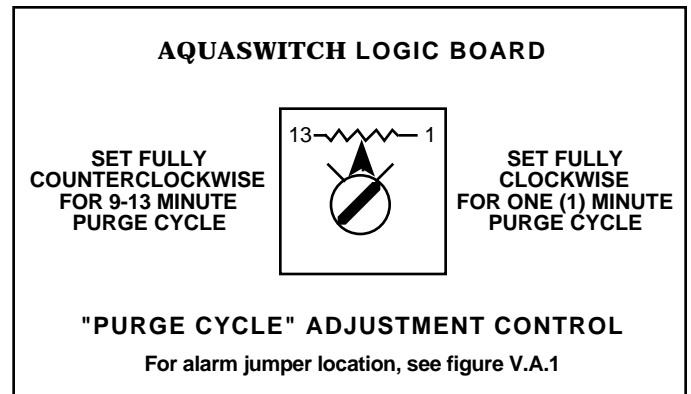 AQUASWITCH LOGIC BOARD
13
1
SET FULLY
COUNTERCLOCKWISE
FOR 9-13 MINUTE
PURGE CYCLE
SET FULLY
CLOCKWISE
FOR ONE (1) MINUTE
PURGE CYCLE
"PURGE CYCLE" ADJUSTMENT CONTROL
For alarm jumper location, see figure V.A.1